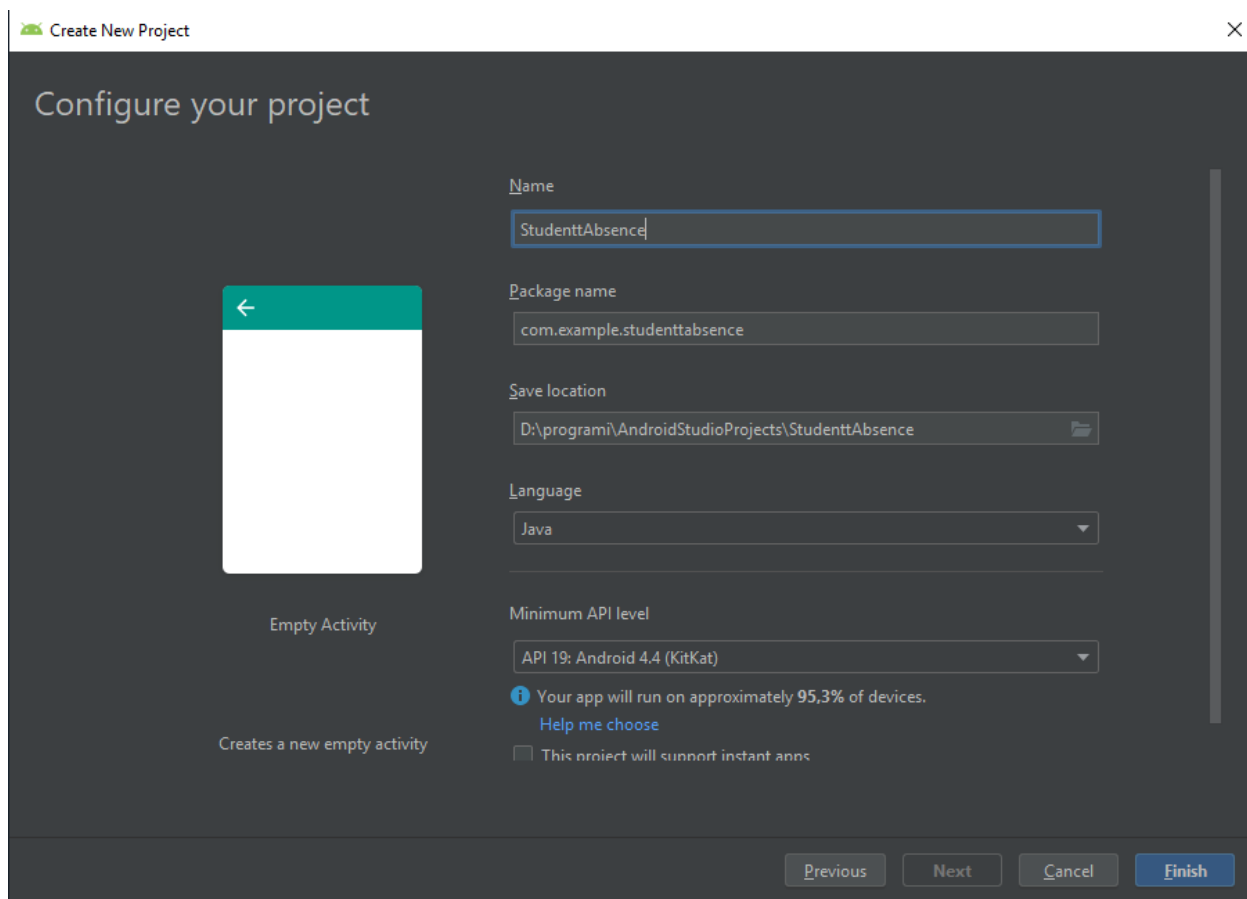 Create New Project
Configure your project
Name
StudenttAbsence
Package name
com.example.studenttabsence
Save location
D:\programi\AndroidStudioProjects\StudenttAbsence
Language
Java
Minimum API level
API 19: Android 4.4 (KitKat)
Your app will run on approximately 95,3% of devices.
Help me choose
This project will support instant apps
Empty Activity
Creates a new empty activity
Previous
Next
Cancel
Finish